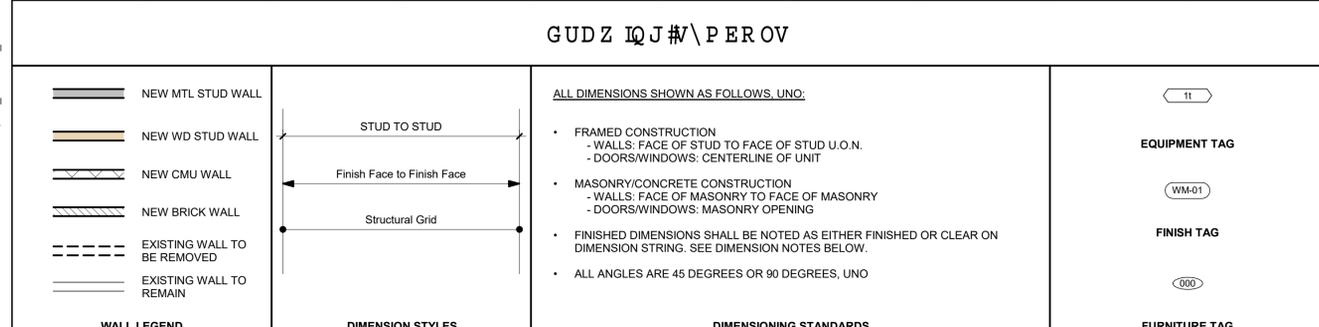 NEW MTL STUD WALL
NEW WD STUD WALL
NEW CMU WALL
NEW BRICK WALL
EXISTING WALL TO
BE REMOVED
EXISTING WALL TO
REMAIN
WALL LEGEND
STUD TO STUD
Finish Face to Finish Face
Structural Grid
DIMENSION STYLES
ALL DIMENSIONS SHOWN AS FOLLOWS, UNO:
• FRAMED CONSTRUCTION
- WALLS: FACE OF STUD TO FACE OF STUD U.O.N.
- DOORS/WINDOWS: CENTERLINE OF UNIT
• MASONRY/CONCRETE CONSTRUCTION
- WALLS: FACE OF MASONRY TO FACE OF MASONRY
- DOORS/WINDOWS: MASONRY OPENING
• FINISHED DIMENSIONS SHALL BE NOTED AS EITHER FINISHED OR CLEAR ON
DIMENSION STRING. SEE DIMENSION NOTES BELOW.
• ALL ANGLES ARE 45 DEGREES OR 90 DEGREES, UNO
DIMENSIONING STANDARDS
1t
EQUIPMENT TAG
WM-01
FINISH TAG
000
FURNITURE TAG